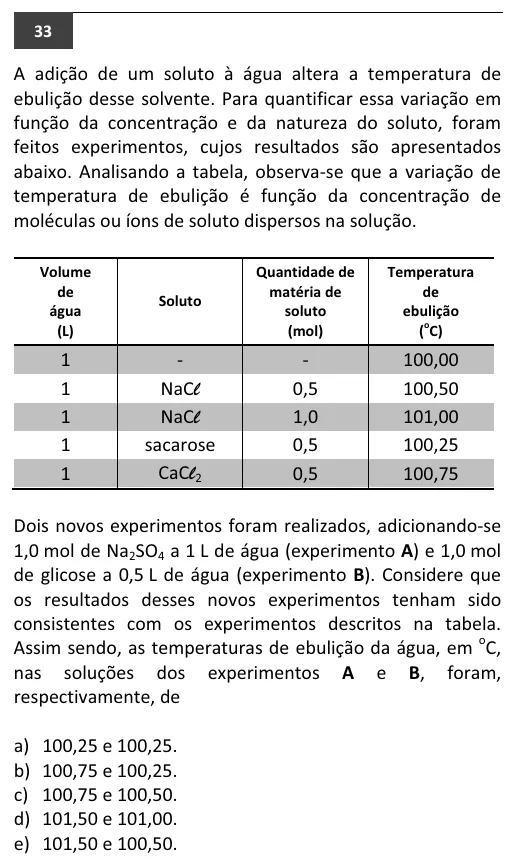 33
A adição de um soluto à água altera a temperatura de
ebulição desse solvente. Para quantificar essa variação em
função da concentração e da natureza do soluto, foram
feitos experimentos, cujos resultados são apresentados
abaixo. Analisando a tabela, observa-se que a variação de
temperatura de ebulição é função da concentração de
moléculas ou íons de soluto dispersos na solução.
Volume de água (L) Soluto Quantidade de matéria de soluto (mol) Temperatura de ebulição (°C)
1 - - 100,00
1 NaCℓ 0,5 100,50
1 NaCℓ 1,0 101,00
1 sacarose 0,5 100,25
1 CaCℓ₂ 0,5 100,75
Dois novos experimentos foram realizados, adicionando-se
1,0 mol de Na₂SO₄ a 1 L de água (experimento A) e 1,0 mol
de glicose a 0,5 L de água (experimento B). Considere que
os resultados desses novos experimentos tenham sido
consistentes com os experimentos descritos na tabela.
Assim sendo, as temperaturas de ebulição da água, em °C,
nas soluções dos experimentos A e B, foram,
respectivamente, de
a) 100,25 e 100,25.
b) 100,75 e 100,25.
c) 100,75 e 100,50.
d) 101,50 e 101,00.
e) 101,50 e 100,50.